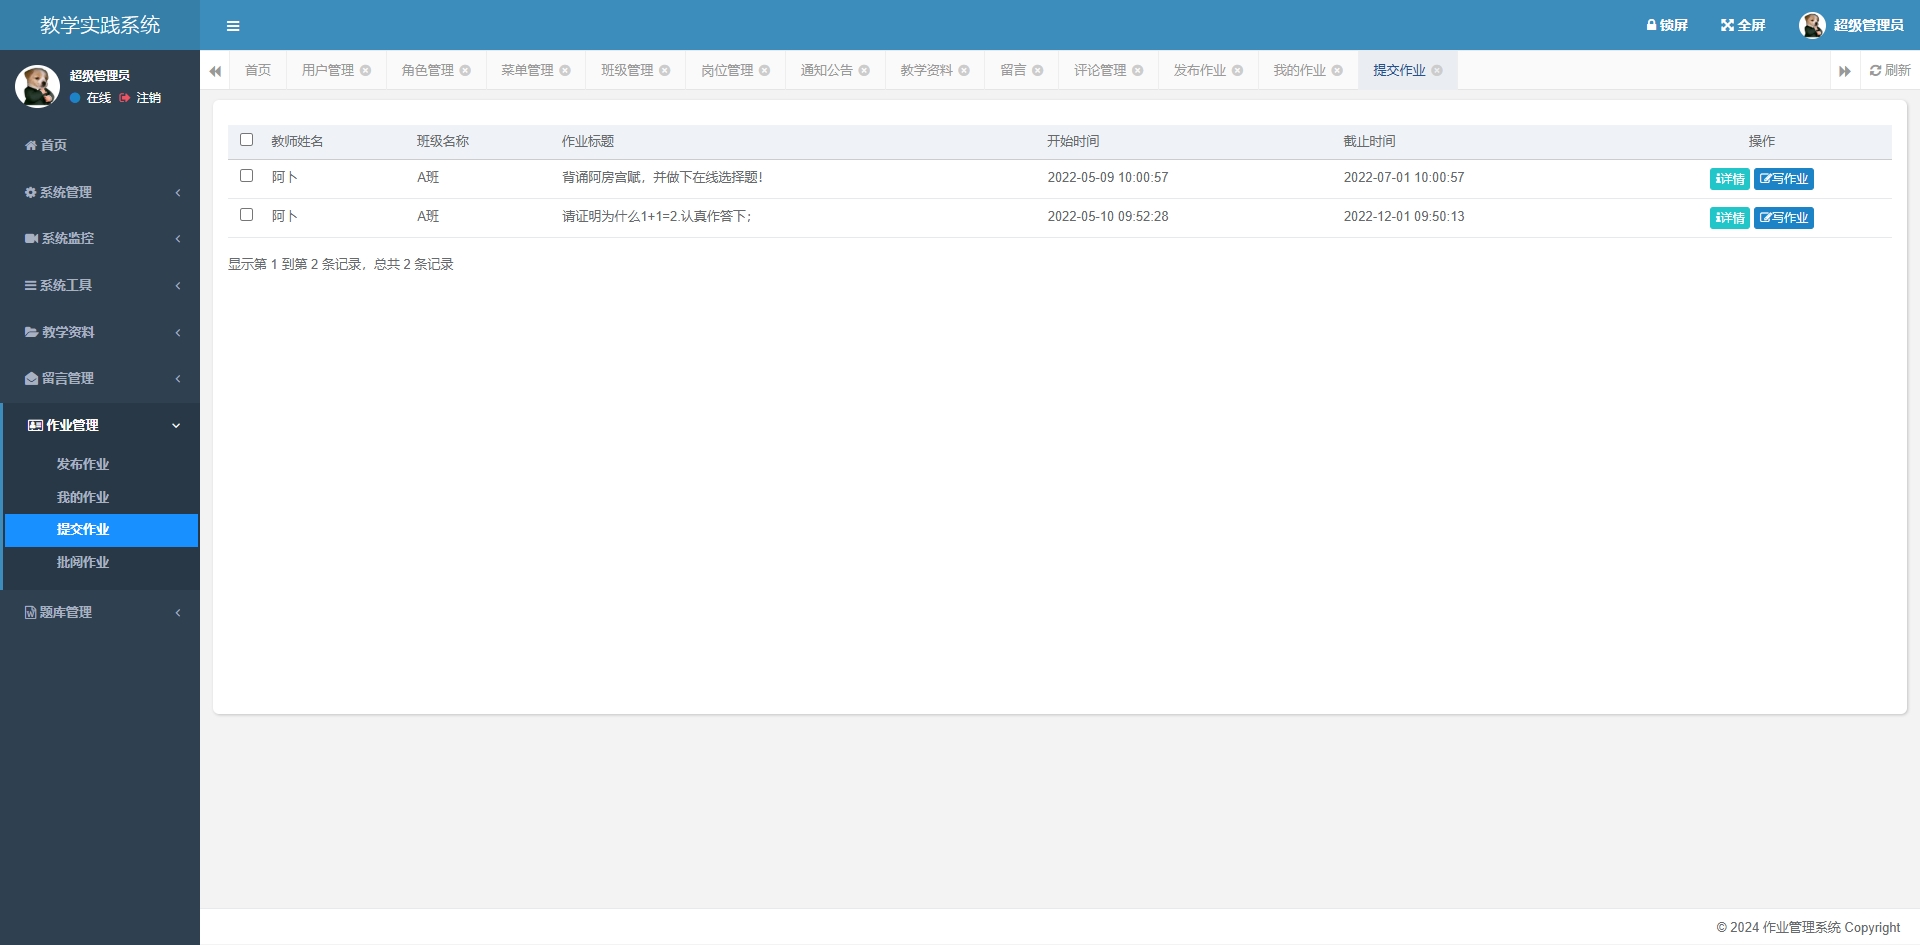 教学实践系统
锁屏 全屏 超级管理员
超级管理员
在线 注销
首页
系统管理
系统监控
系统工具
教学资料
留言管理
作业管理
发布作业
我的作业
提交作业
批阅作业
题库管理
首页 用户管理 角色管理 菜单管理 班级管理 岗位管理 通知公告 教学资料 留言 评论管理 发布作业 我的作业 提交作业 刷新
教师姓名 班级名称 作业标题 开始时间 截止时间 操作
阿卜 A班 背诵阿房宫赋，并做下在线选择题！ 2022-05-09 10:00:57 2022-07-01 10:00:57 详情 写作业
阿卜 A班 请证明为什么1+1=2.认真作答下； 2022-05-10 09:52:28 2022-12-01 09:50:13 详情 写作业
显示第 1 到第 2 条记录，总共 2 条记录
© 2024 作业管理系统 Copyright